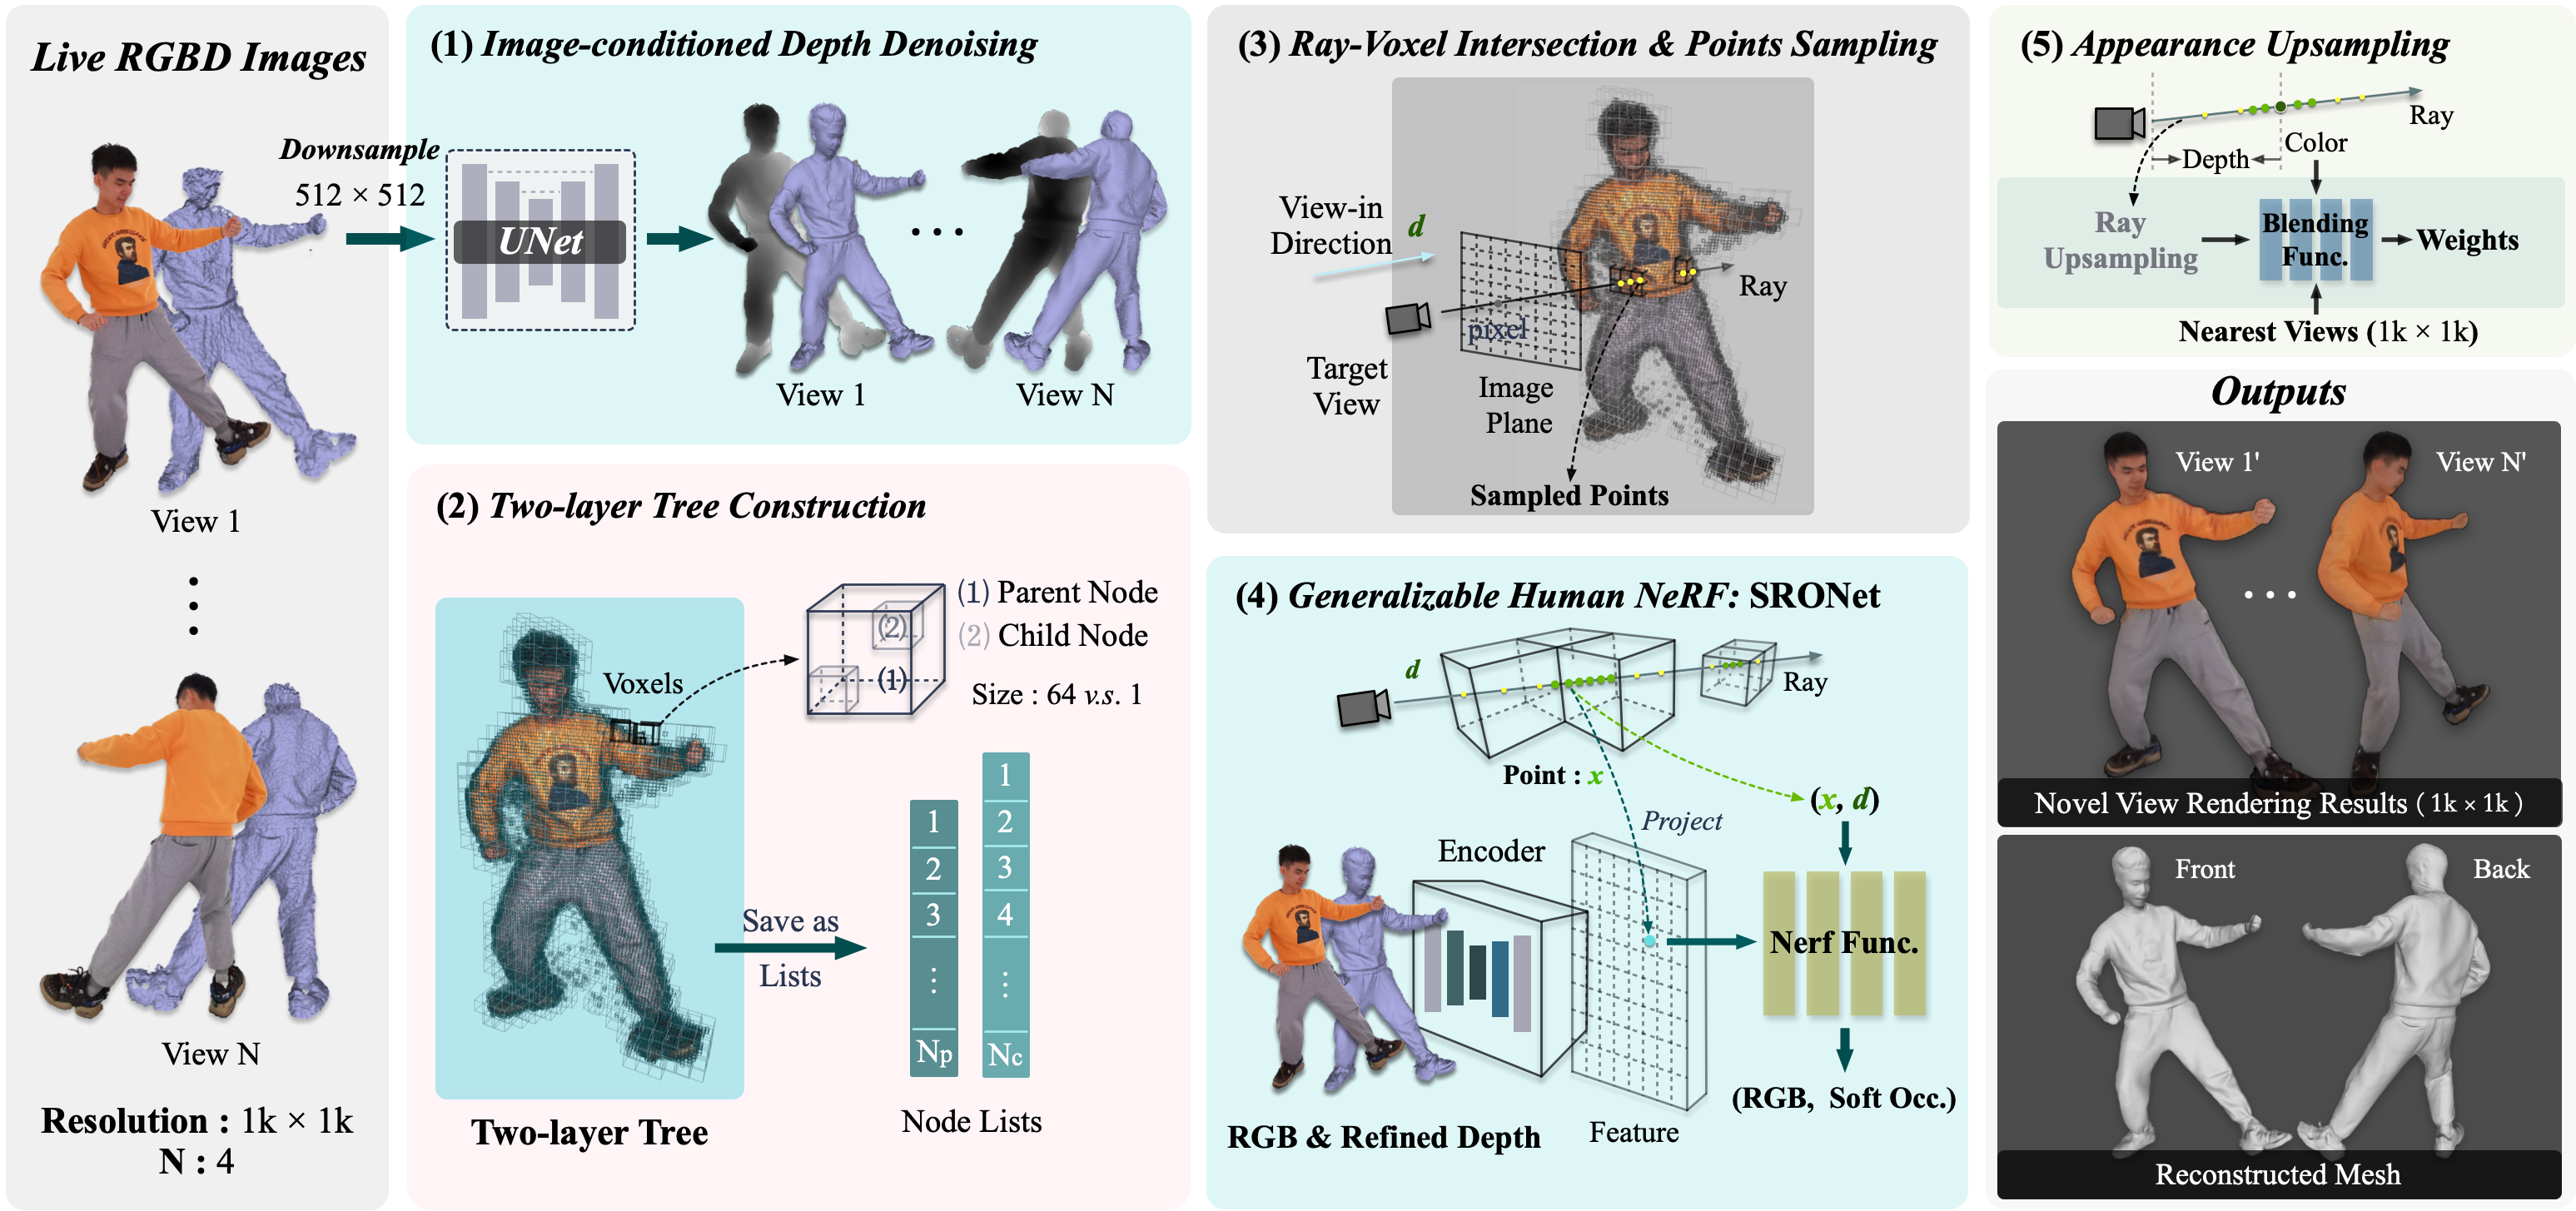 Live RGBD Images
Downsample
512 × 512
View 1
View N
Resolution : 1k × 1k
N : 4
(1) Image-conditioned Depth Denoising
UNet
View 1
View N
(2) Two-layer Tree Construction
Voxels
(2)
(1)
(1) Parent Node
(2) Child Node
Size : 64 v.s. 1
Save as
Lists
1
2
3
Np
1
2
3
4
Nc
Two-layer Tree
Node Lists
(3) Ray-Voxel Intersection & Points Sampling
View-in
Direction
d
pixel
Ray
Target
View
Image
Plane
Sampled Points
(4) Generalizable Human NeRF: SRONet
d
Ray
Point : x
(x, d)
Project
Encoder
Nerf Func.
(RGB, Soft Occ.)
RGB & Refined Depth
Feature
(5) Appearance Upsampling
Ray
Color
Depth
Ray
Upsampling
Blending
Func.
Weights
Nearest Views (1k × 1k)
Outputs
View 1'
View N'
Novel View Rendering Results ( 1k × 1k )
Front
Back
Reconstructed Mesh